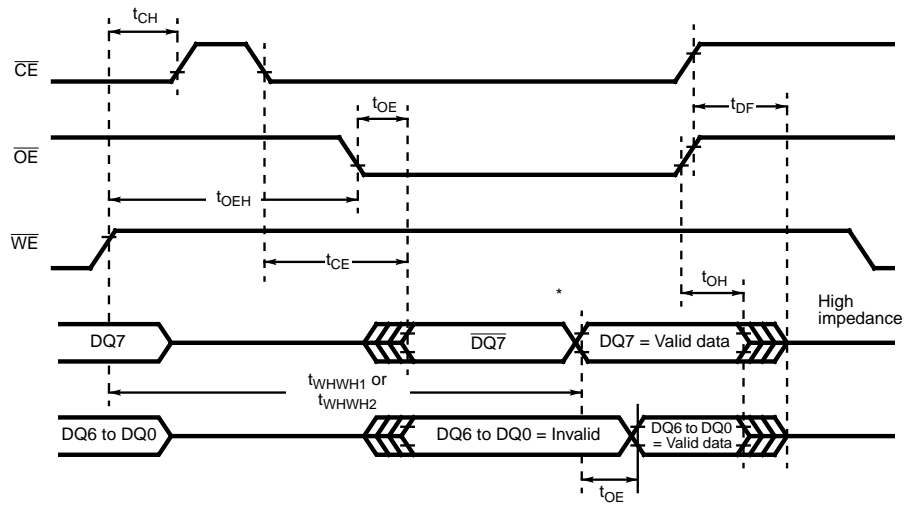 tCH
CE
tOE
tDF
OE
tOEH
WE
tCE
*
tOH
High
impedance
DQ7
DQ7
DQ7 = Valid data
tWHWH1 or
tWHWH2
DQ6 to DQ0
DQ6 to DQ0 = Invalid
DQ6 to DQ0
= Valid data
tOE